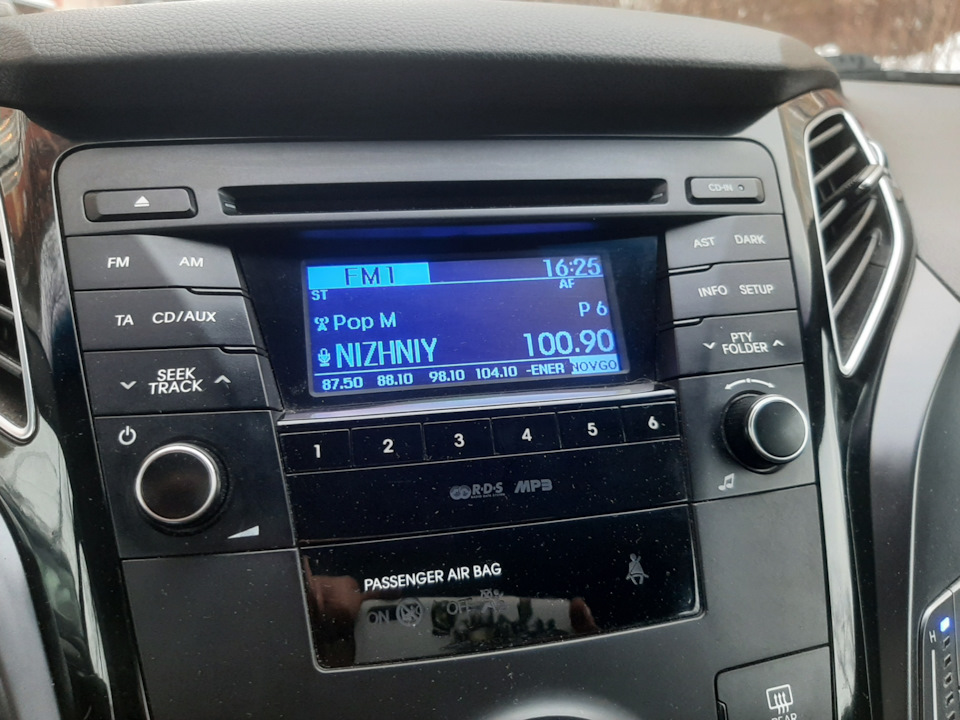 CD-IN
FM AM
AST DARK
TA CD/AUX
INFO SETUP
SEEK
TRACK
PTY
FOLDER
FM1 16:25
ST AF
Pop M P 6
NIZHNIY 100.90
87.50 88.10 98.10 104.10 -ENER NOVGO
1 2 3 4 5 6
R·D·S MP3
PASSENGER AIR BAG
ON OFF
H
REAR